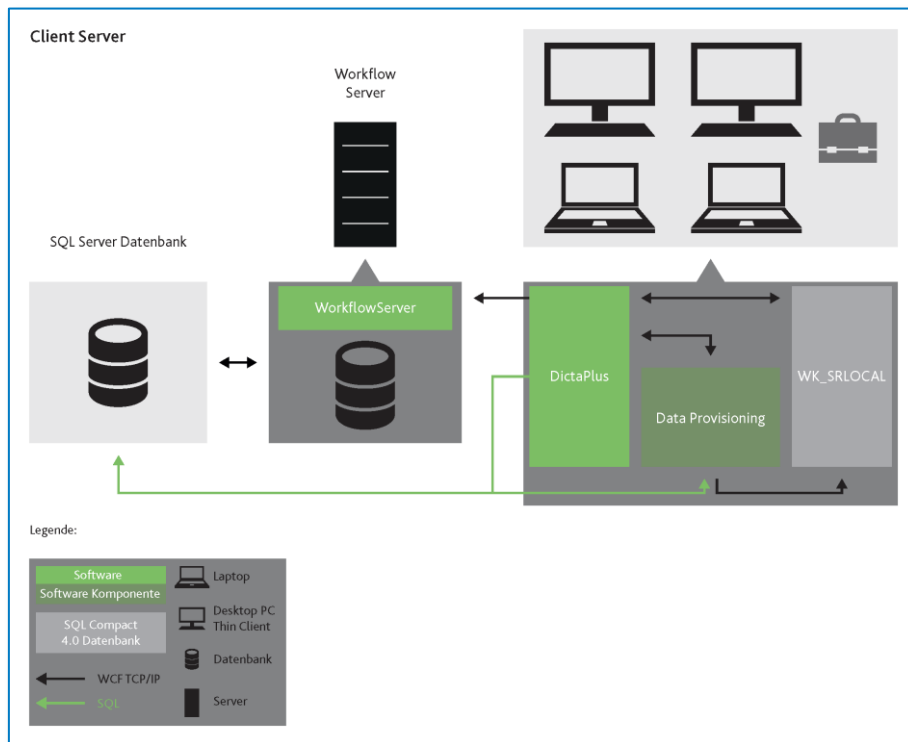 Client Server
Workflow
Server
SQL Server Datenbank
WorkflowServer
DictaPlus
Data Provisioning
WK_SRLOCAL
Legende:
Software
Software Komponente
SQL Compact
4.0 Datenbank
WCF TCP/IP
SQL
Laptop
Desktop PC
Thin Client
Datenbank
Server